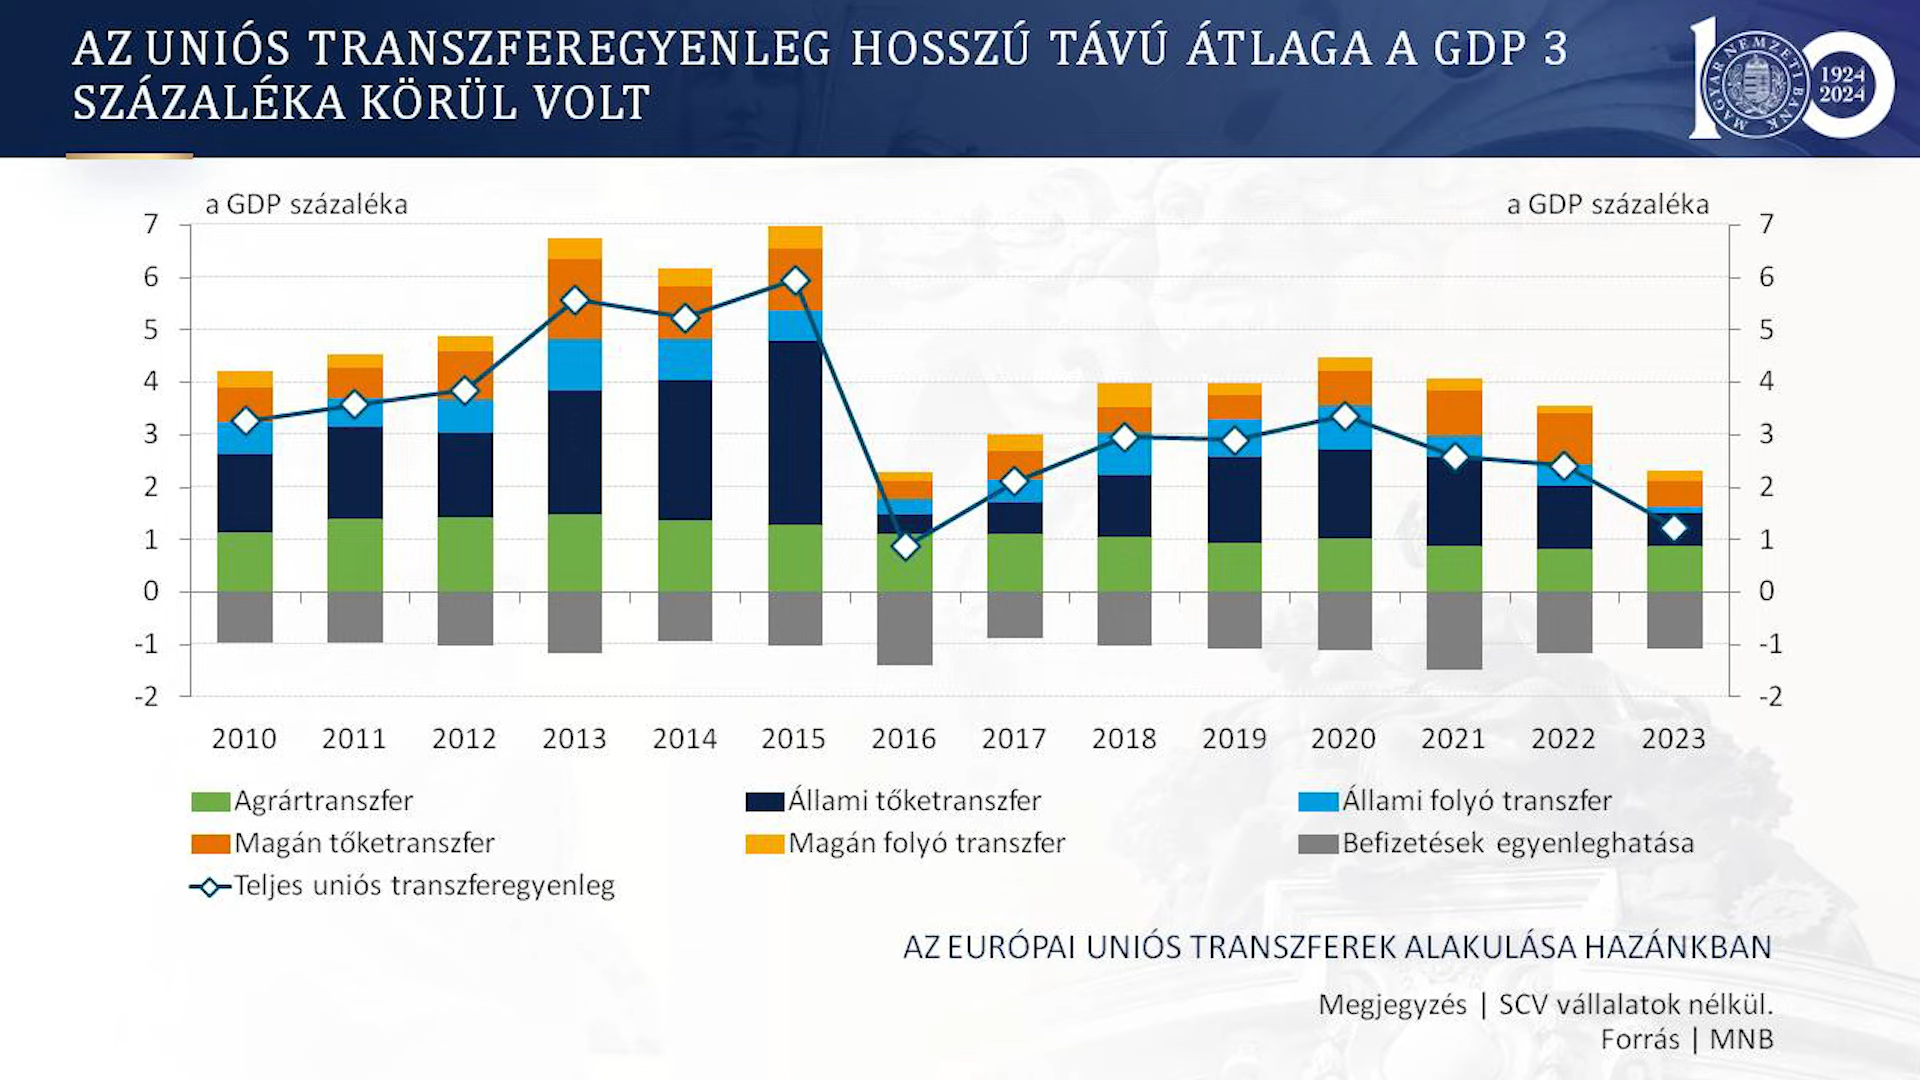 AZ UNIÓS TRANSZFEREGYENLEG HOSSZÚ TÁVÚ ÁTLAGA A GDP 3
SZÁZALÉKA KÖRÜL VOLT
MAGYAR NEMZETI BANK
1924
2024
a GDP százaléka
a GDP százaléka
7
7
6
6
5
5
4
4
3
3
2
2
1
1
0
0
-1
-1
-2
-2
2010 2011 2012 2013 2014 2015 2016 2017 2018 2019 2020 2021 2022 2023
Agrártranszfer
Állami tőketranszfer
Állami folyó transzfer
Magán tőketranszfer
Magán folyó transzfer
Befizetések egyenleghatása
Teljes uniós transzferegyenleg
AZ EURÓPAI UNIÓS TRANSZFEREK ALAKULÁSA HAZÁNKBAN
Megjegyzés | SCV vállalatok nélkül.
Forrás | MNB